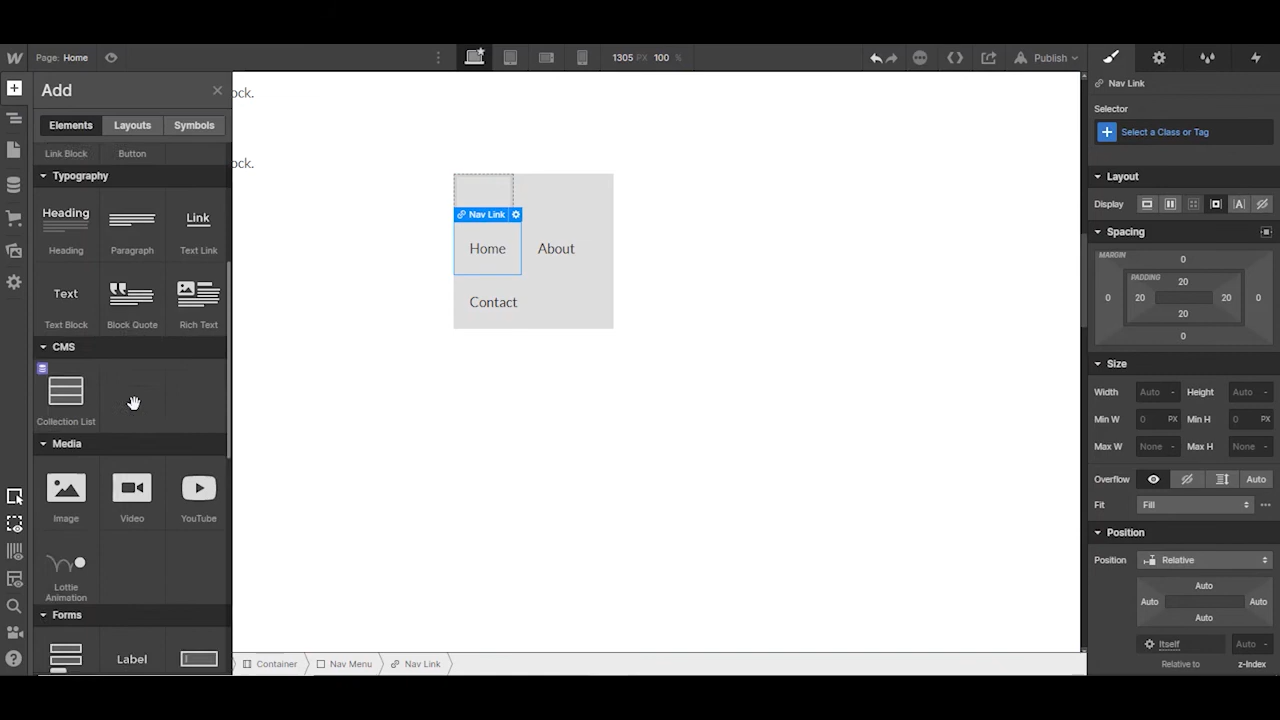 Page: Home
1305 PX 100 %
Publish
Add
Elements Layouts Symbols
Link Block Button
Typography
Heading
Heading
Paragraph
Link
Text Link
Text
Text Block
Block Quote
Rich Text
CMS
Collection List
Media
Image
Video
YouTube
Lottie
Animation
Forms
Label
ock.
ock.
Nav Link
Home
About
Contact
Container
Nav Menu
Nav Link
Nav Link
Selector
Select a Class or Tag
Layout
Display
A
Spacing
MARGIN
0
PADDING
20
0 20 20 0
20
0
Size
Width Auto - Height Auto -
Min W 0 PX Min H 0 PX
Max W None - Max H None -
Overflow Auto
Fit Fill
Position
Position Relative
Auto
Auto Auto
Auto
Itself Auto -
Relative to z-Index